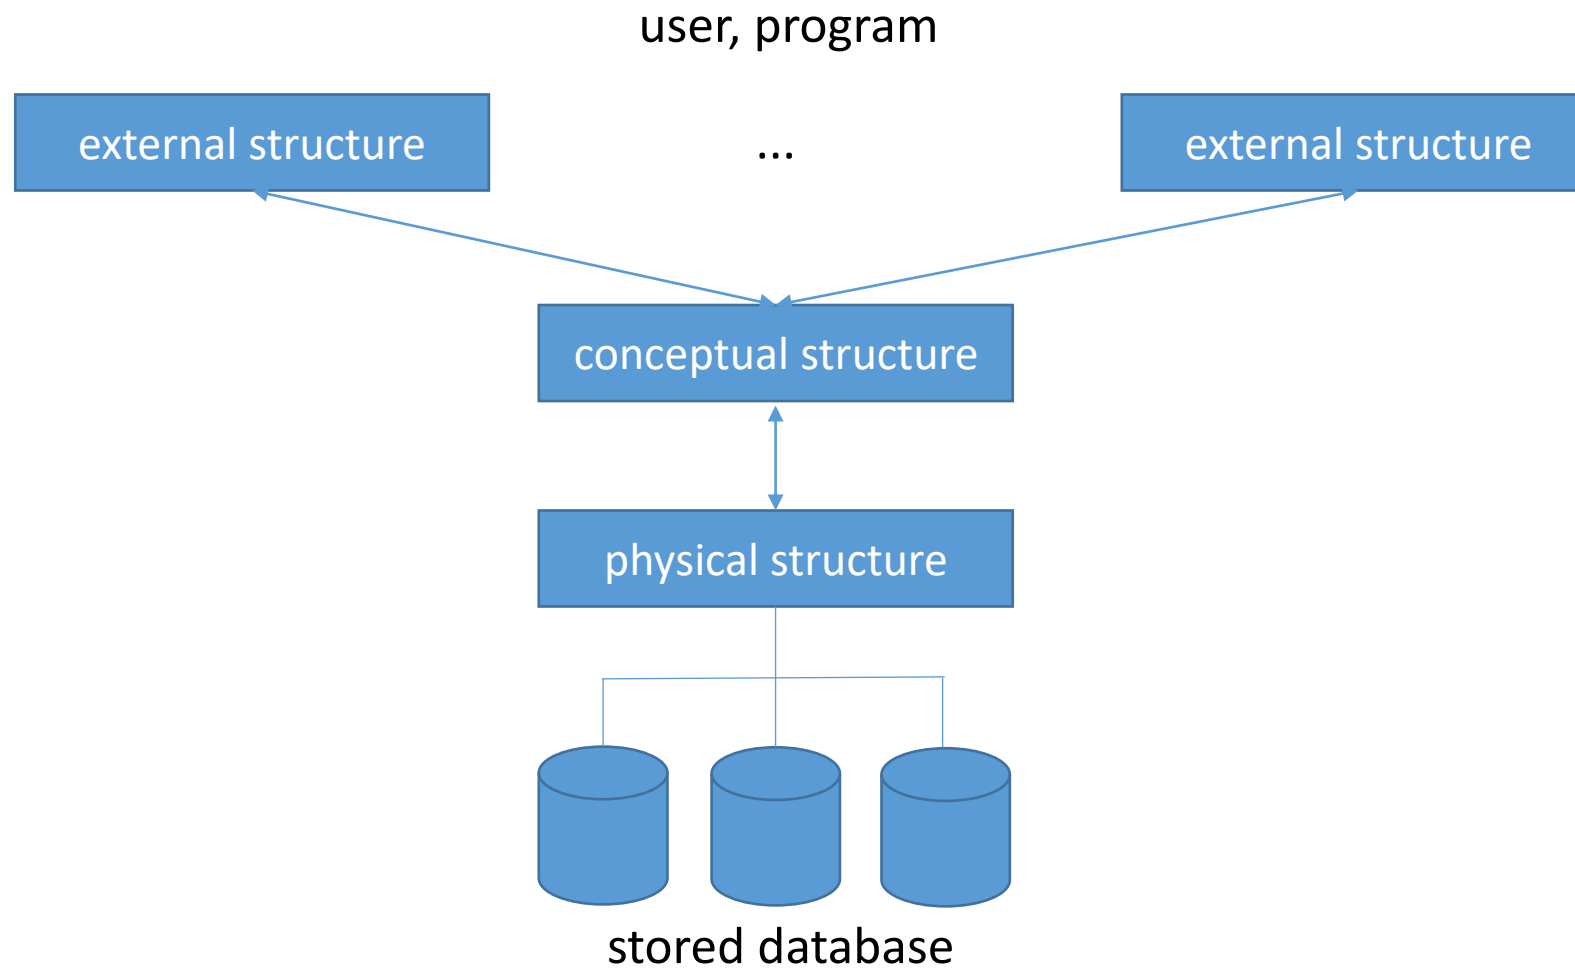 user, program
external structure
...
external structure
conceptual structure
physical structure
stored database